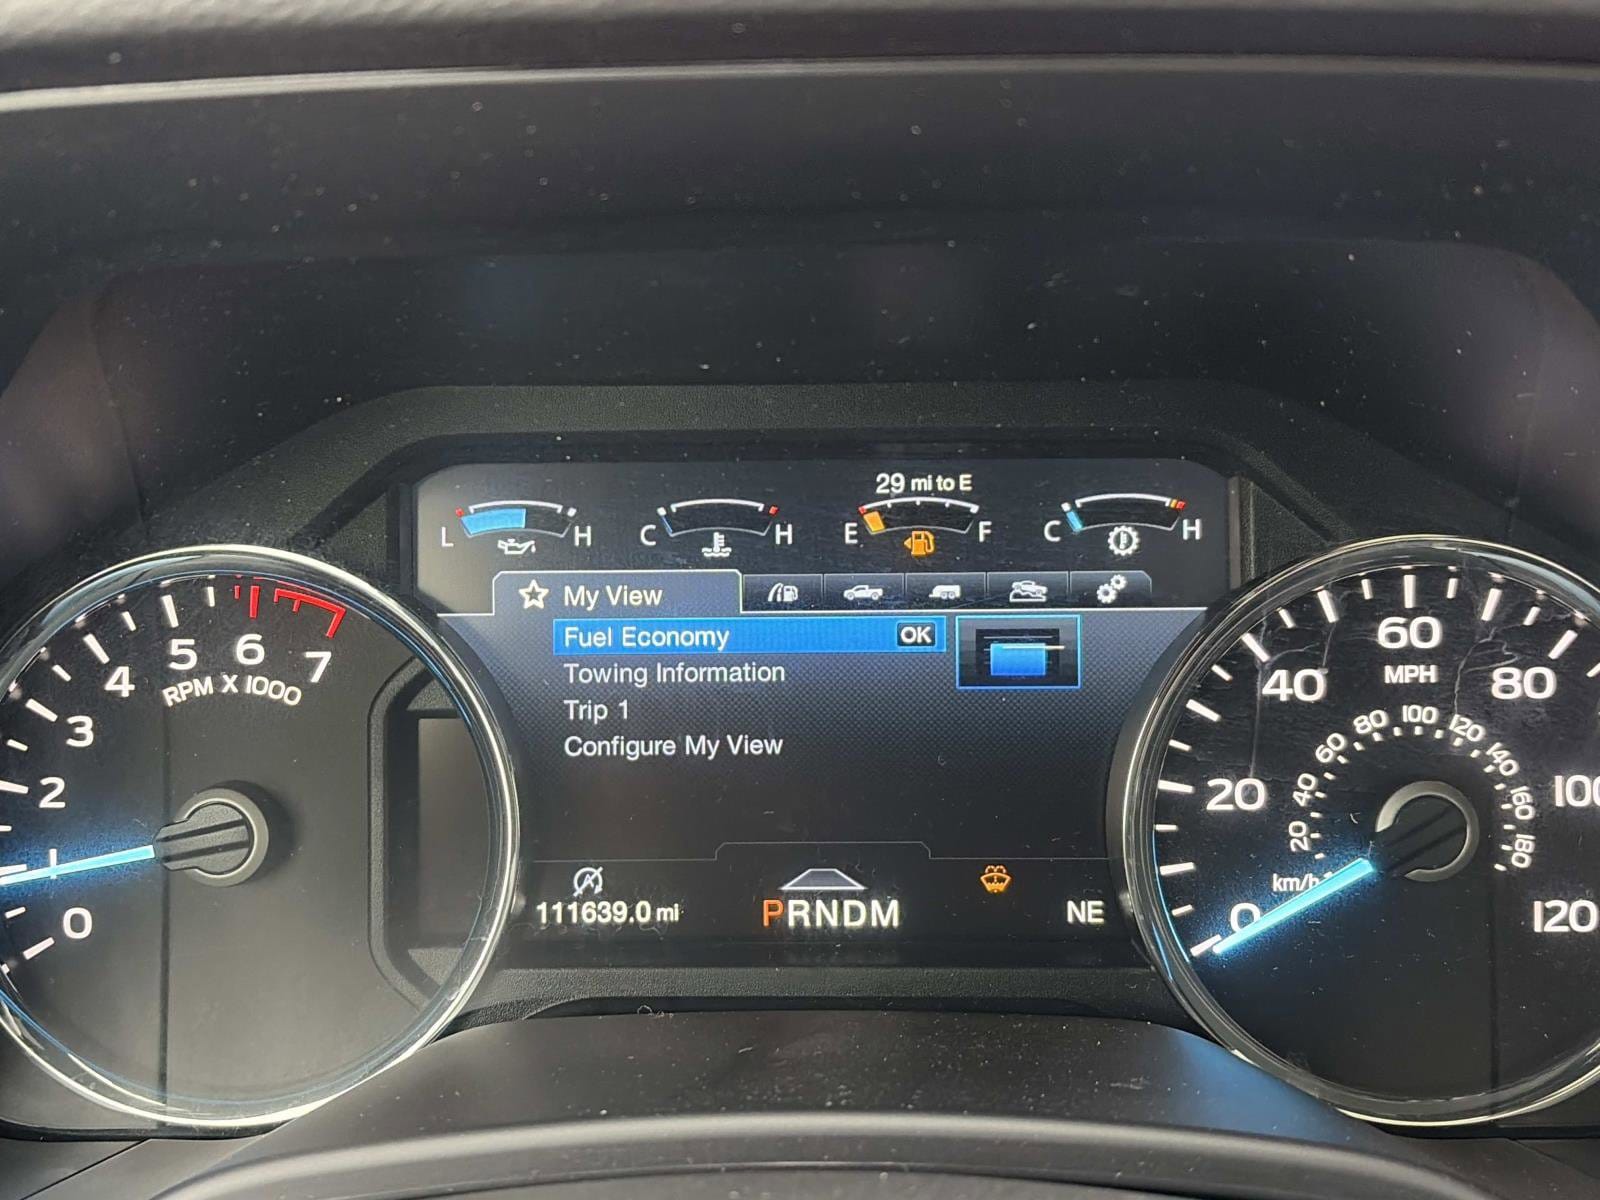 29 mi to E
L H C H E F C H
My View
Fuel Economy OK
Towing Information
Trip 1
Configure My View
111639.0 mi PRNDM NE
0 1 2 3 4 5 6 7
RPM X 1000
0 20 40 60 80 100 120
MPH
20 40 60 80 100 120 140 160 180
km/h